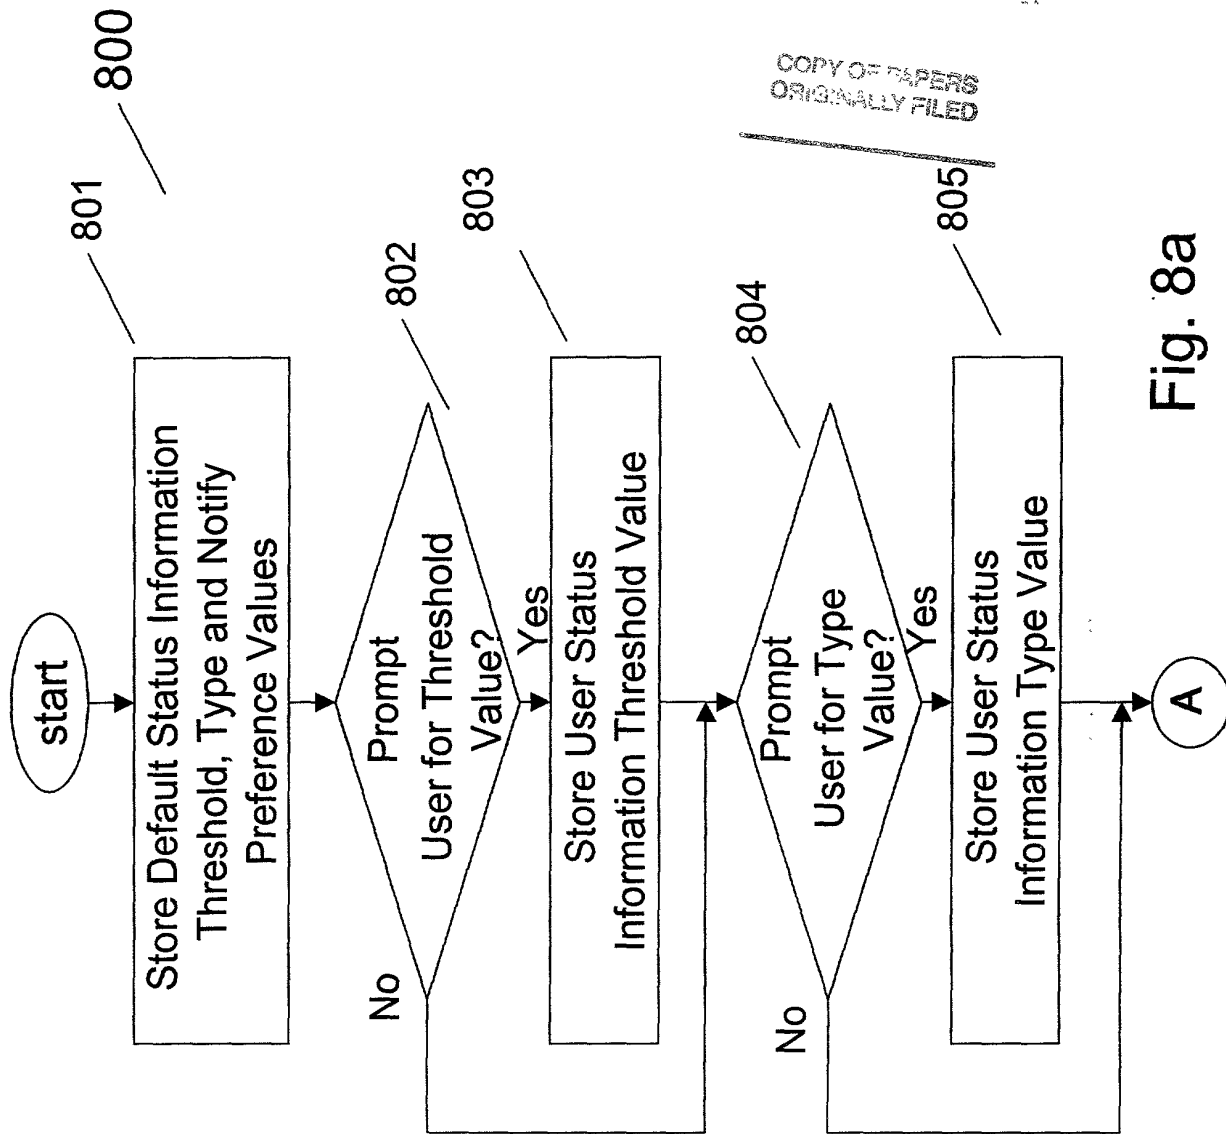 800
start
801
Store Default Status Information
Threshold, Type and Notify
Preference Values
802
Prompt
User for Threshold
Value?
No
Yes
803
Store User Status
Information Threshold Value
804
Prompt
User for Type
Value?
No
Yes
805
Store User Status
Information Type Value
A
COPY OF PAPERS
ORIGINALLY FILED
Fig. 8a